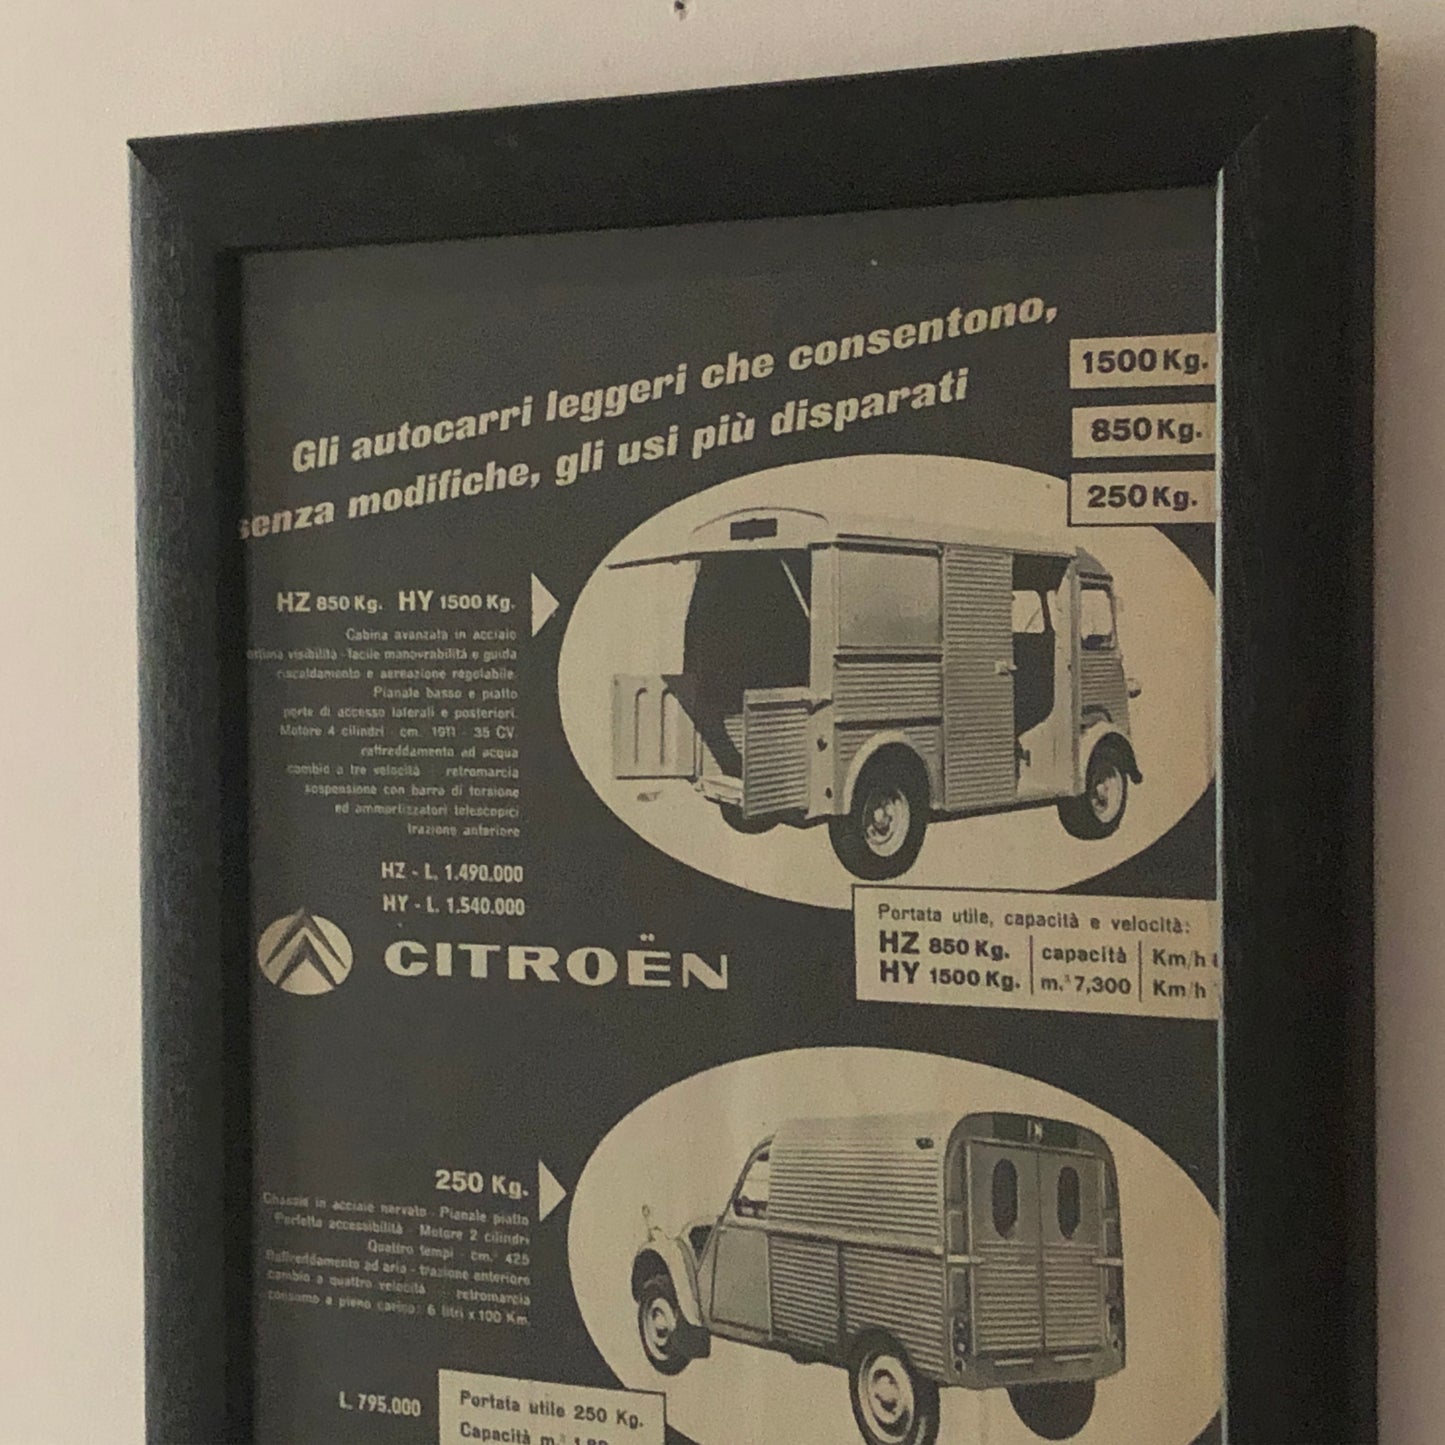 Gli autocarri leggeri che consentono,
senza modifiche, gli usi più disparati
1500 Kg.
850 Kg.
250 Kg.
HZ 850 Kg. HY 1500 Kg.
Cabina avanzata in acciaio
visibilità - facile manovrabilità e guida
riscaldamento e aereazione regolabile
Pianale basso e piatto
porte di accesso laterali e posteriori.
Motore 4 cilindri - cm. 1911 - 35 CV.
raffreddamento ad acqua
cambio a tre velocità - retromarcia
sospensione con barra di torsione
ed ammortizzatori telescopici
trazione anteriore
HZ - L. 1.490.000
HY - L. 1.540.000
CITROËN
Portata utile, capacità e velocità:
HZ 850 Kg. capacità Km/h
HY 1500 Kg. m.³ 7,300 Km/h
250 Kg.
Chassis in acciaio nervato - Pianale piatto
Perfetta accessibilità - Motore 2 cilindri
Quattro tempi - cm.³ 425
Raffreddamento ad aria - trazione anteriore
cambio a quattro velocità - retromarcia
consumo a pieno carico: 6 litri x 100 Km.
L. 795.000
Portata utile 250 Kg.
Capacità m.³